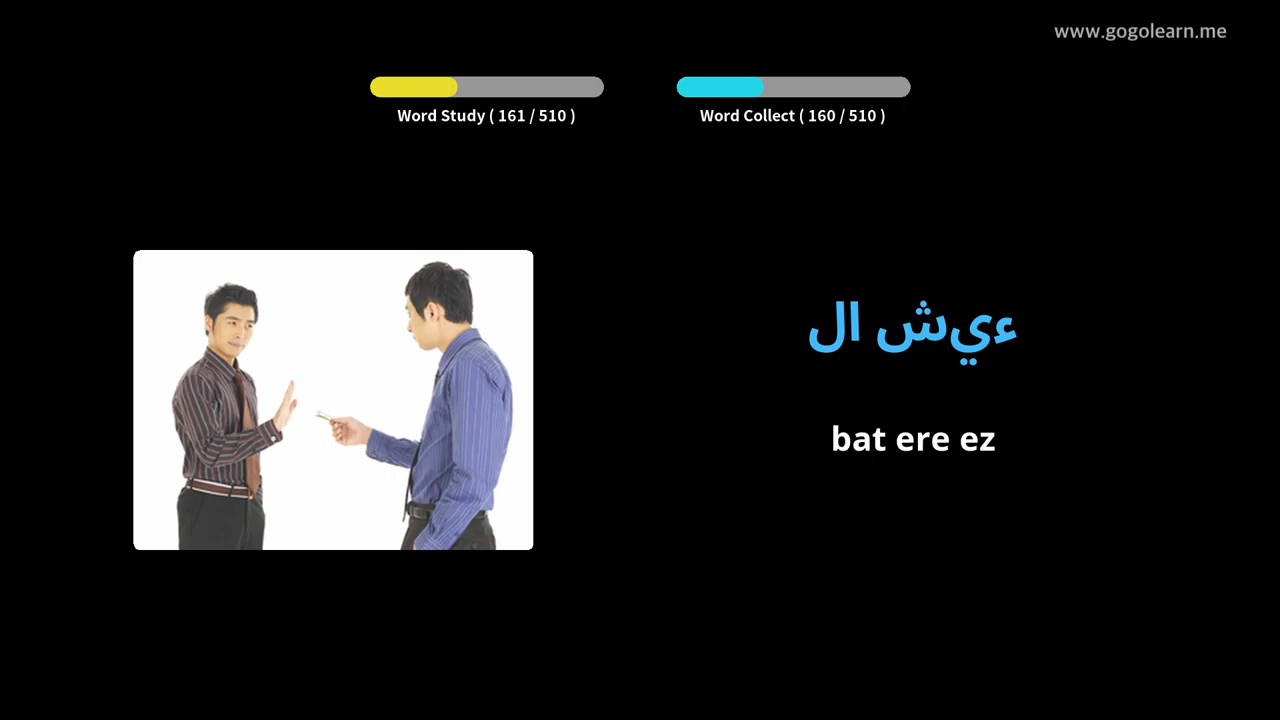 www.gogolearn.me
Word Study ( 161 / 510 )
Word Collect ( 160 / 510 )
ءيش ال
bat ere ez